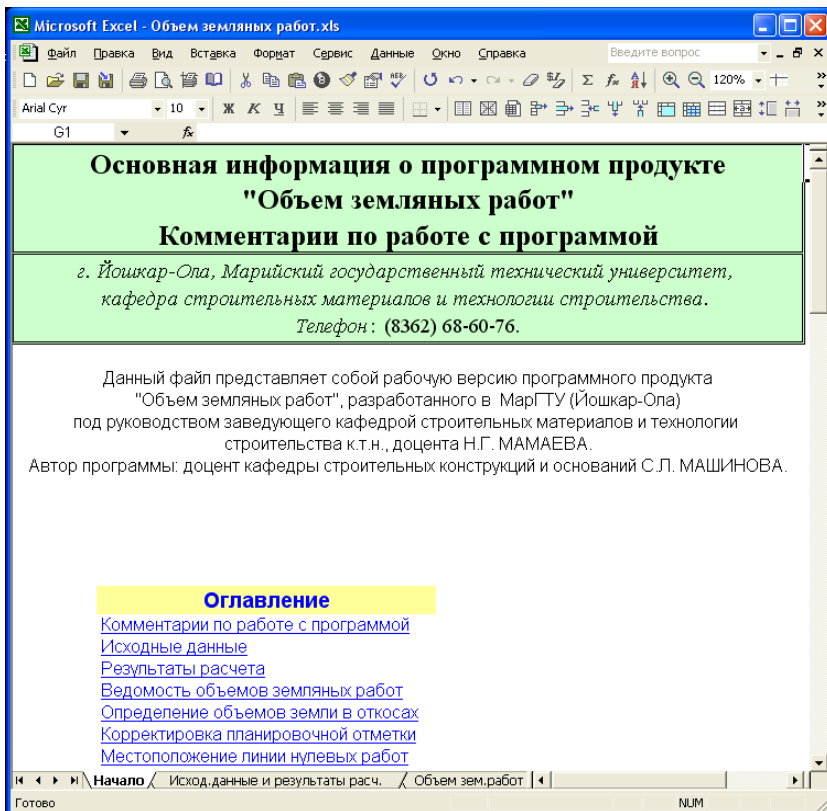 Microsoft Excel - Объем земляных работ.xls
Файл Правка Вид Вставка Формат Сервис Данные Окно Справка Введите вопрос
120%
Arial Cyr 10 Ж К Ч
G1 fx
Основная информация о программном продукте
"Объем земляных работ"
Комментарии по работе с программой
г. Йошкар-Ола, Марийский государственный технический университет,
кафедра строительных материалов и технологии строительства.
Телефон: (8362) 68-60-76.
Данный файл представляет собой рабочую версию программного продукта
"Объем земляных работ", разработанного в МарГТУ (Йошкар-Ола)
под руководством заведующего кафедрой строительных материалов и технологии
строительства к.т.н., доцента Н.Г. МАМАЕВА.
Автор программы: доцент кафедры строительных конструкций и оснований С.Л. МАШИНОВА.
Оглавление
Комментарии по работе с программой
Исходные данные
Результаты расчета
Ведомость объемов земляных работ
Определение объемов земли в откосах
Корректировка планировочной отметки
Местоположение линии нулевых работ
Начало Исход.данные и результаты расч. Объем зем.работ
Готово NUM